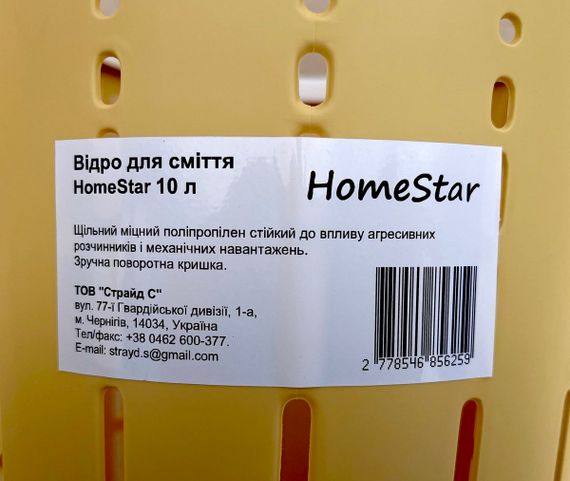 Відро для сміття
HomeStar 10 л
HomeStar
Щільний міцний поліпропілен стійкий до впливу агресивних
розчинників і механічних навантажень.
Зручна поворотна кришка.
ТОВ "Страйд С"
вул. 77-ї Гвардійської дивізії, 1-а,
м. Чернігів, 14034, Україна
Тел/факс: +38 0462 600-377.
E-mail: strayd.s@gmail.com
2 778546 856259